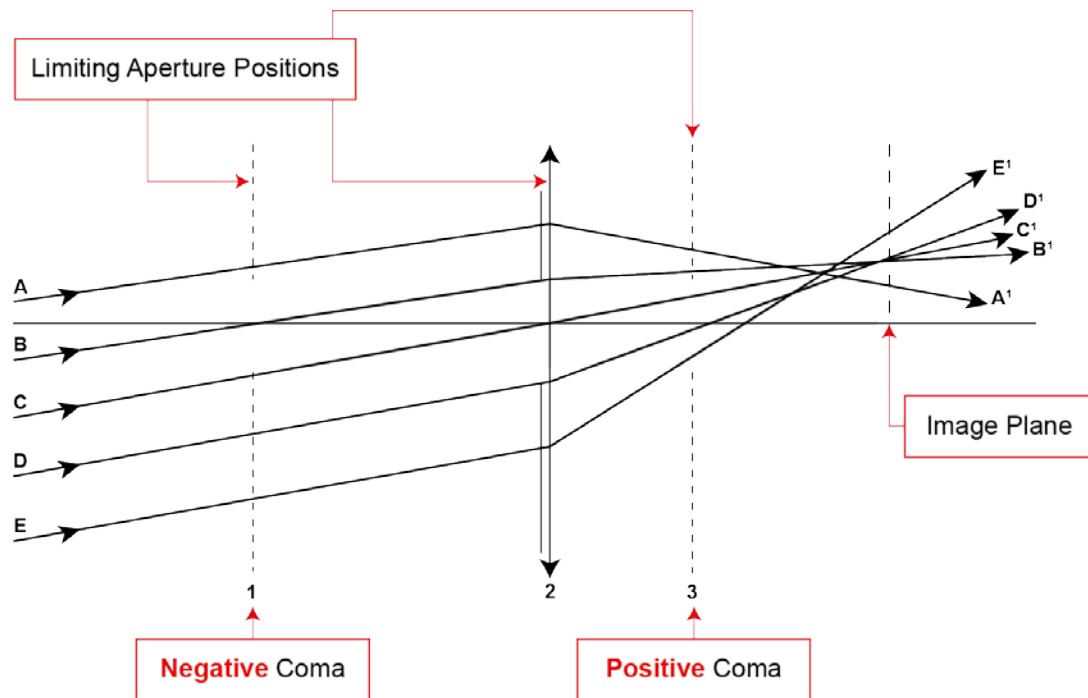 Limiting Aperture Positions
E¹
D¹
C¹
B¹
A¹
A
B
C
D
E
Image Plane
1
2
3
Negative Coma
Positive Coma